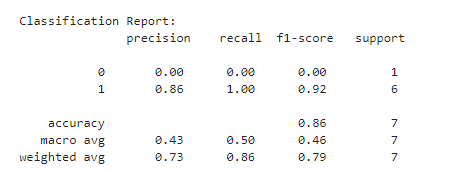 Classification Report:
precision recall f1-score support
0 0.00 0.00 0.00 1
1 0.86 1.00 0.92 6
accuracy 0.86 7
macro avg 0.43 0.50 0.46 7
weighted avg 0.73 0.86 0.79 7